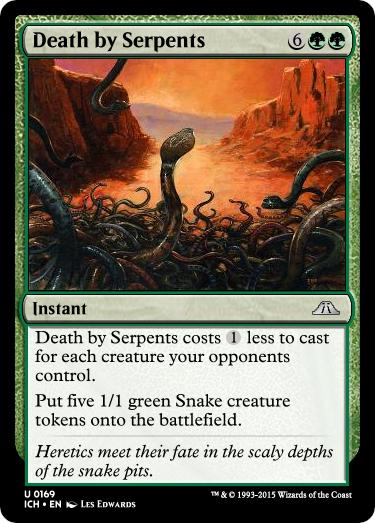 Death by Serpents 6
Instant
Death by Serpents costs 1 less to cast
for each creature your opponents
control.
Put five 1/1 green Snake creature
tokens onto the battlefield.
Heretics meet their fate in the scaly depths
of the snake pits.
U 0169
ICH • EN Les Edwards
™ & © 1993-2015 Wizards of the Coast